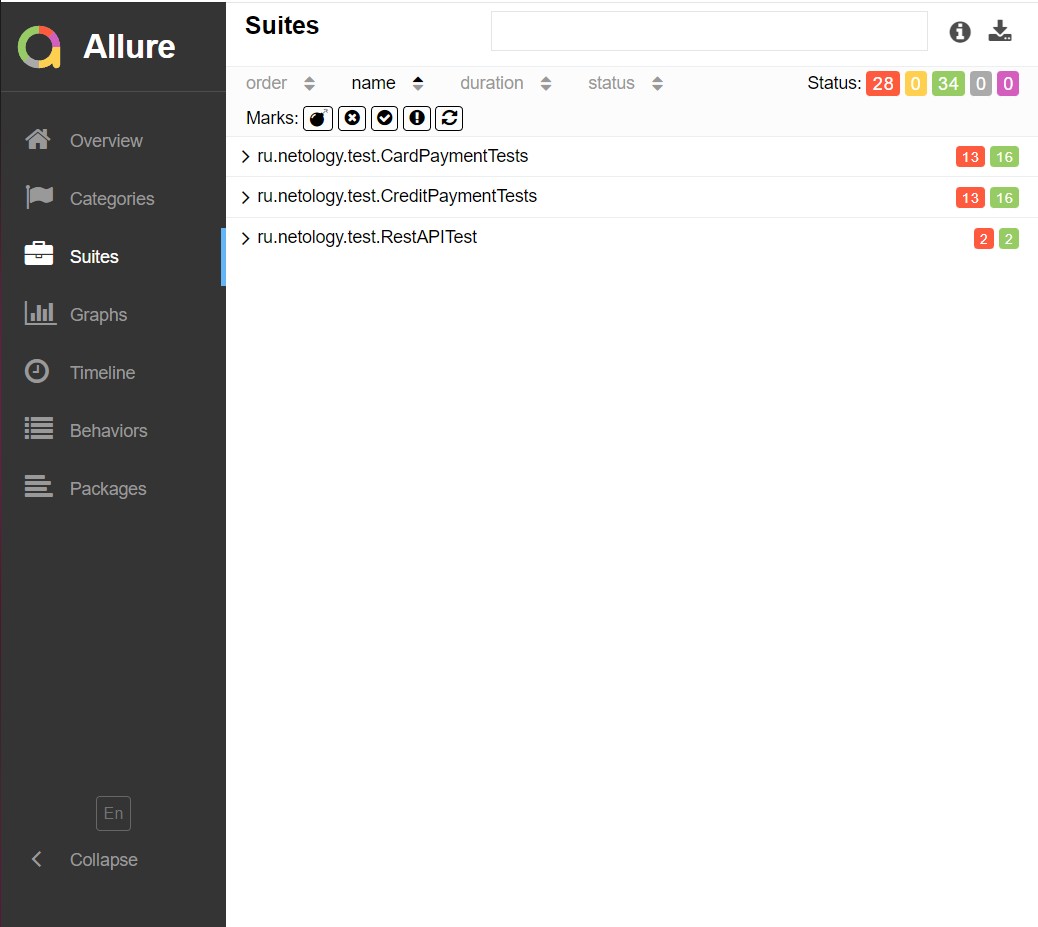 Allure
Overview
Categories
Suites
Graphs
Timeline
Behaviors
Packages
En
Collapse
Suites
order name duration status Status: 28 0 34 0 0
Marks:
ru.netology.test.CardPaymentTests 13 16
ru.netology.test.CreditPaymentTests 13 16
ru.netology.test.RestAPITest 2 2